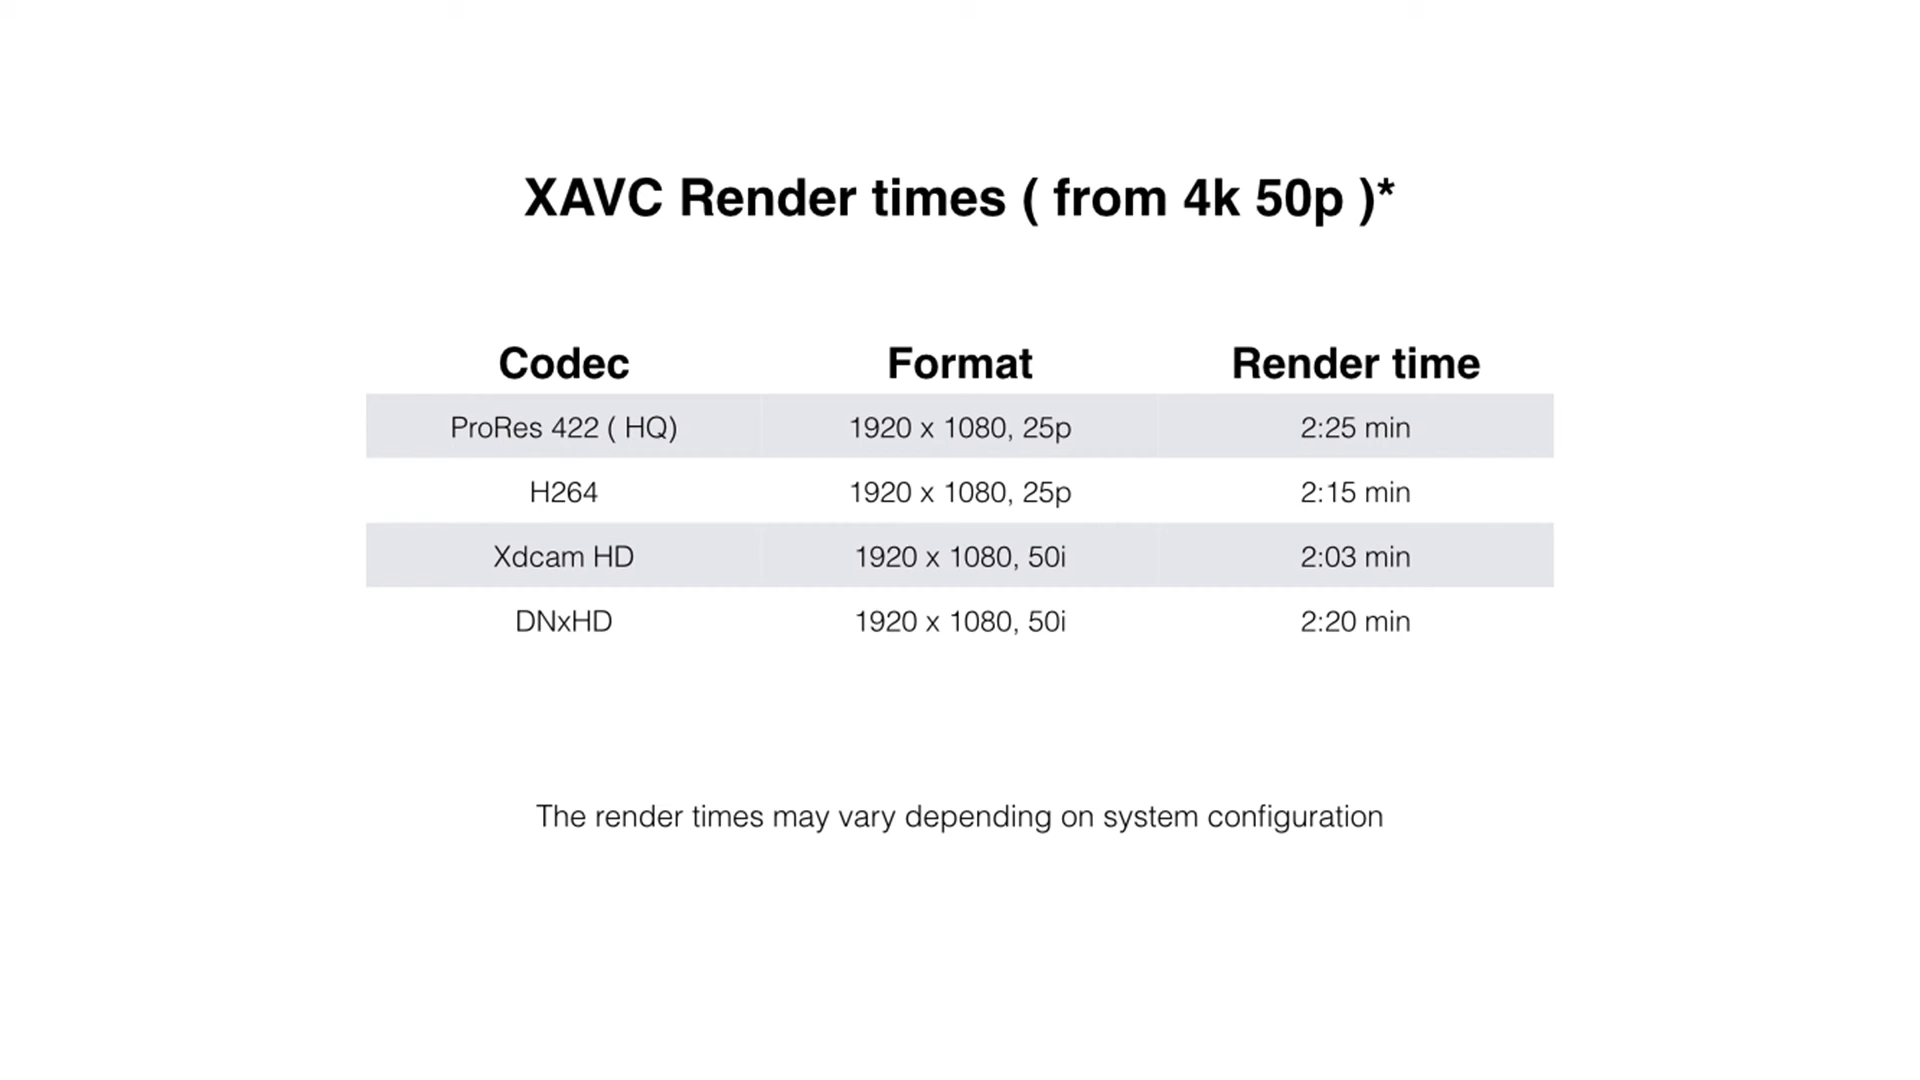 XAVC Render times ( from 4k 50p )*
Codec Format Render time
ProRes 422 ( HQ) 1920 x 1080, 25p 2:25 min
H264 1920 x 1080, 25p 2:15 min
Xdcam HD 1920 x 1080, 50i 2:03 min
DNxHD 1920 x 1080, 50i 2:20 min
The render times may vary depending on system configuration